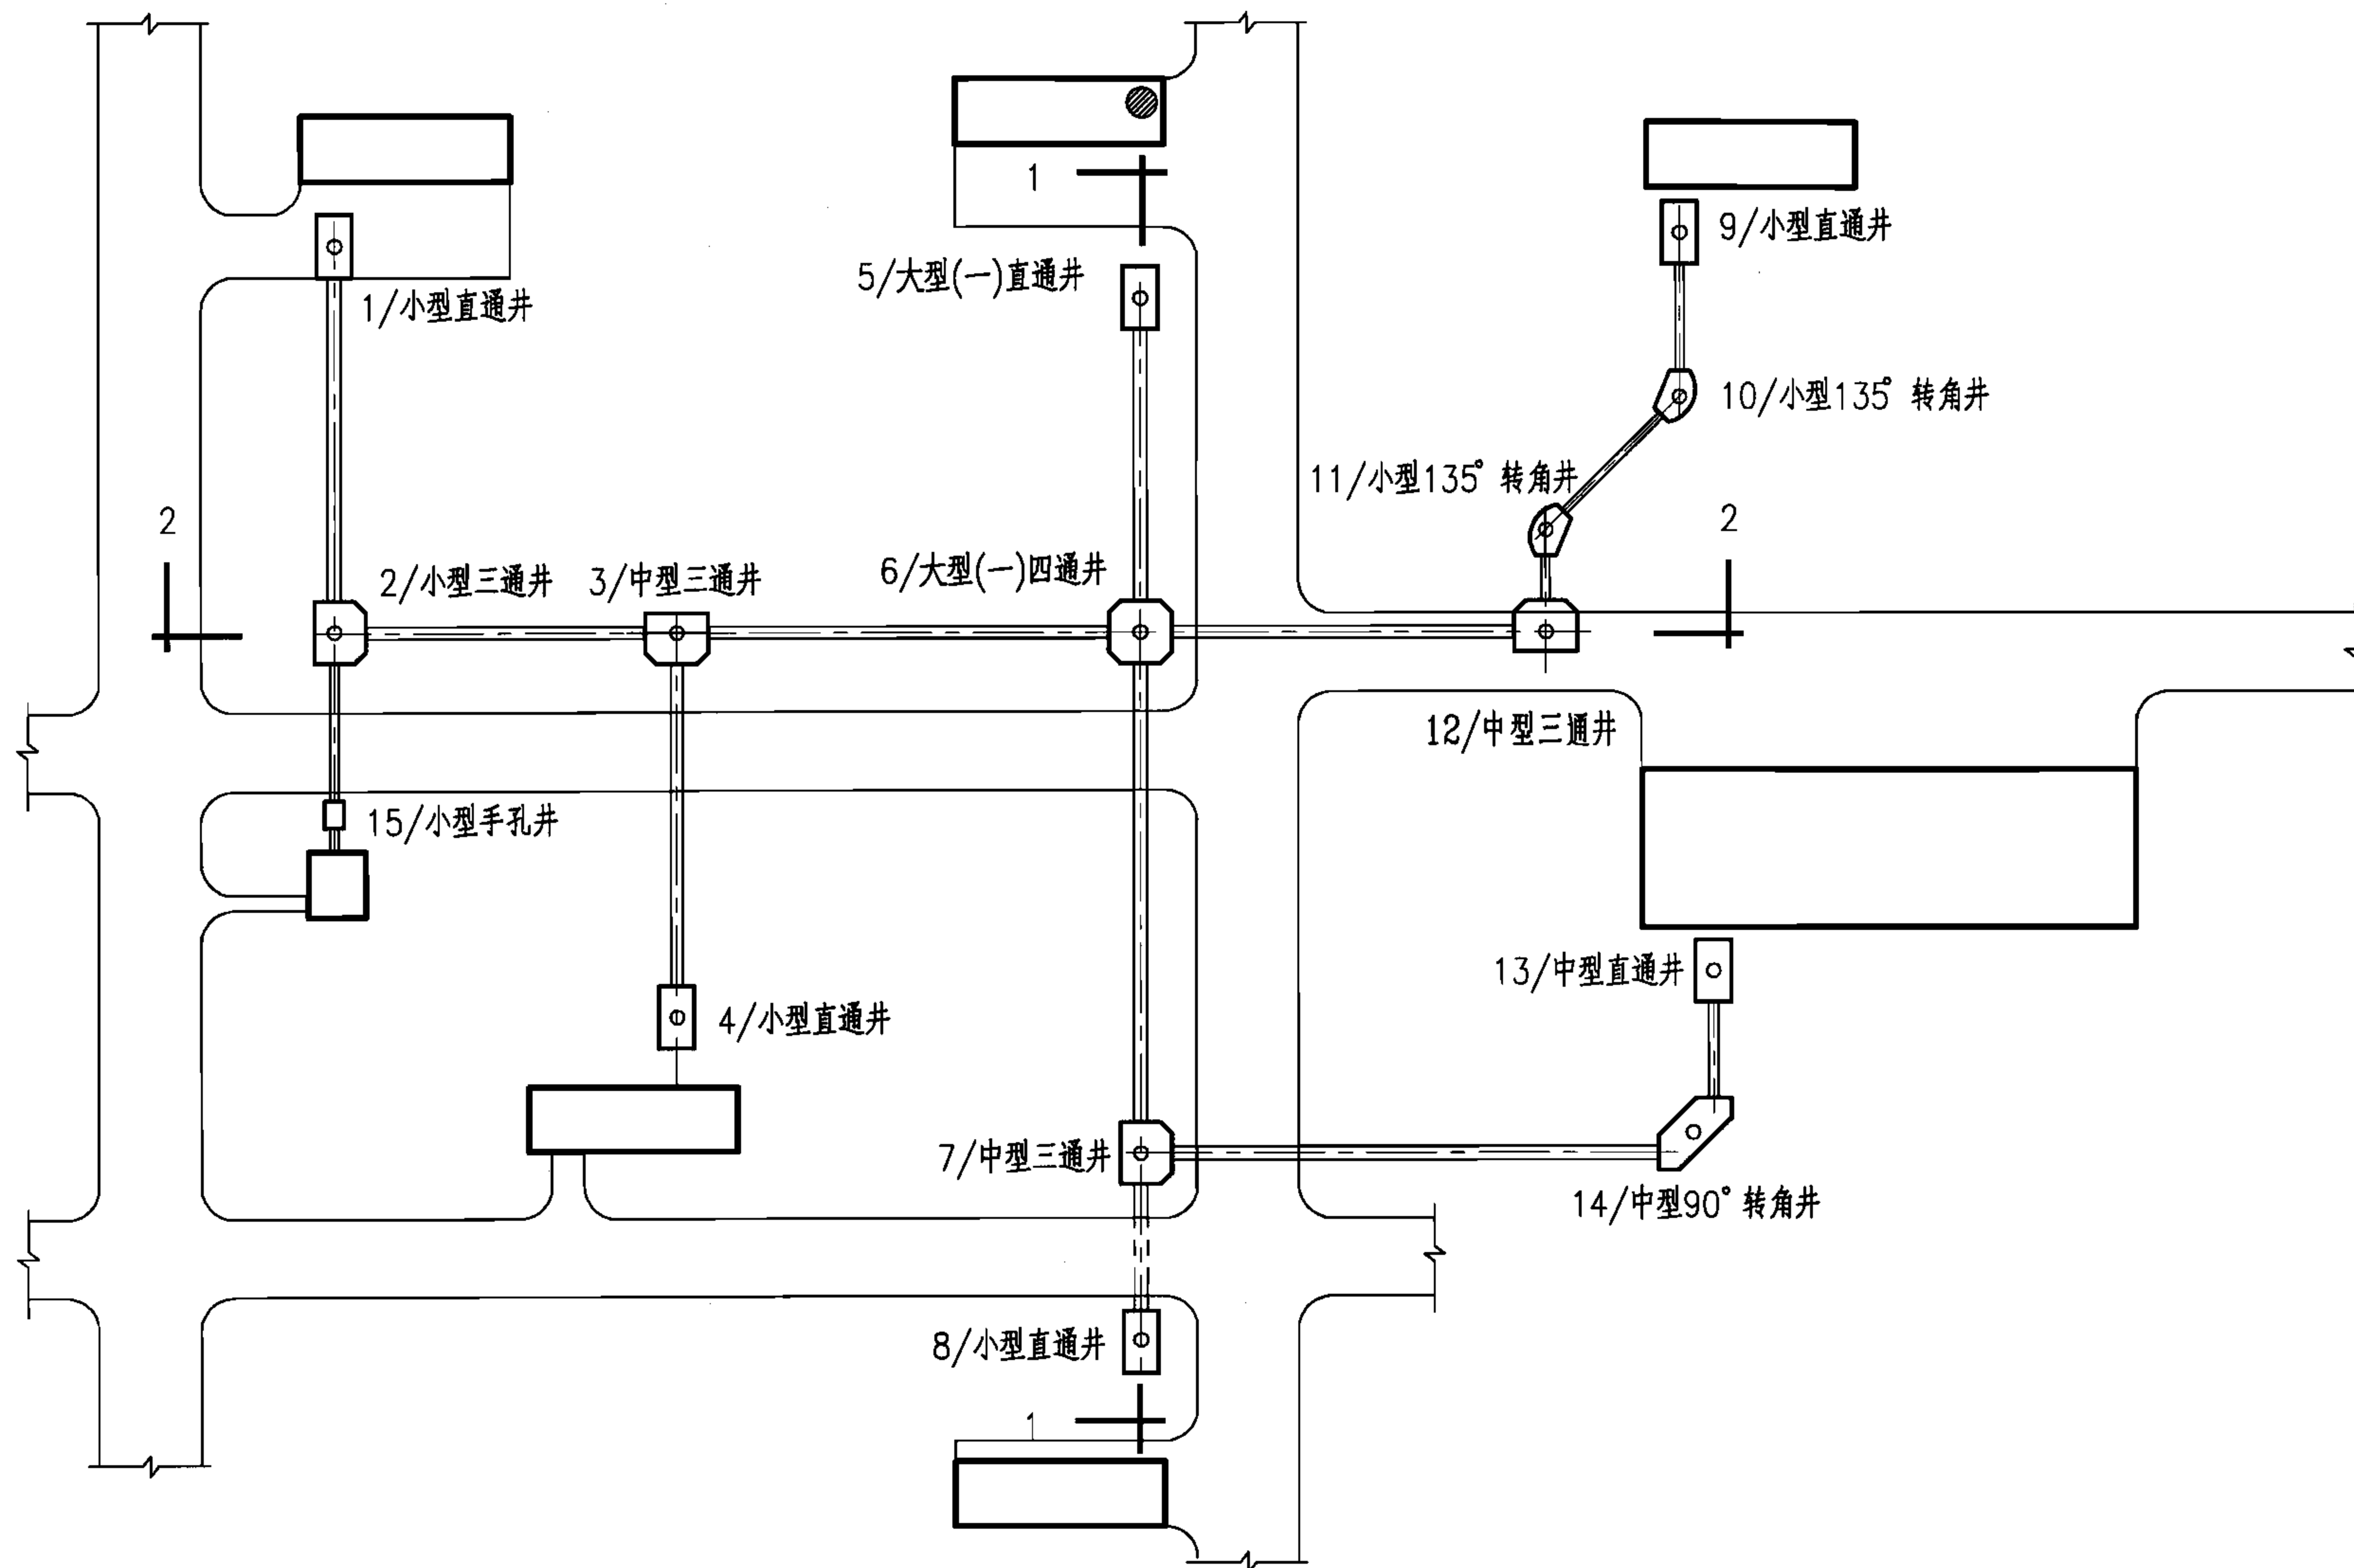 1
9/小型直通井
5/大型(一)直通井
1/小型直通井
10/小型135° 转角井
11/小型135° 转角井
2
2
2/小型三通井
3/中型三通井
6/大型(一)四通井
12/中型三通井
15/小型手孔井
13/中型直通井
4/小型直通井
7/中型三通井
14/中型90° 转角井
8/小型直通井
1